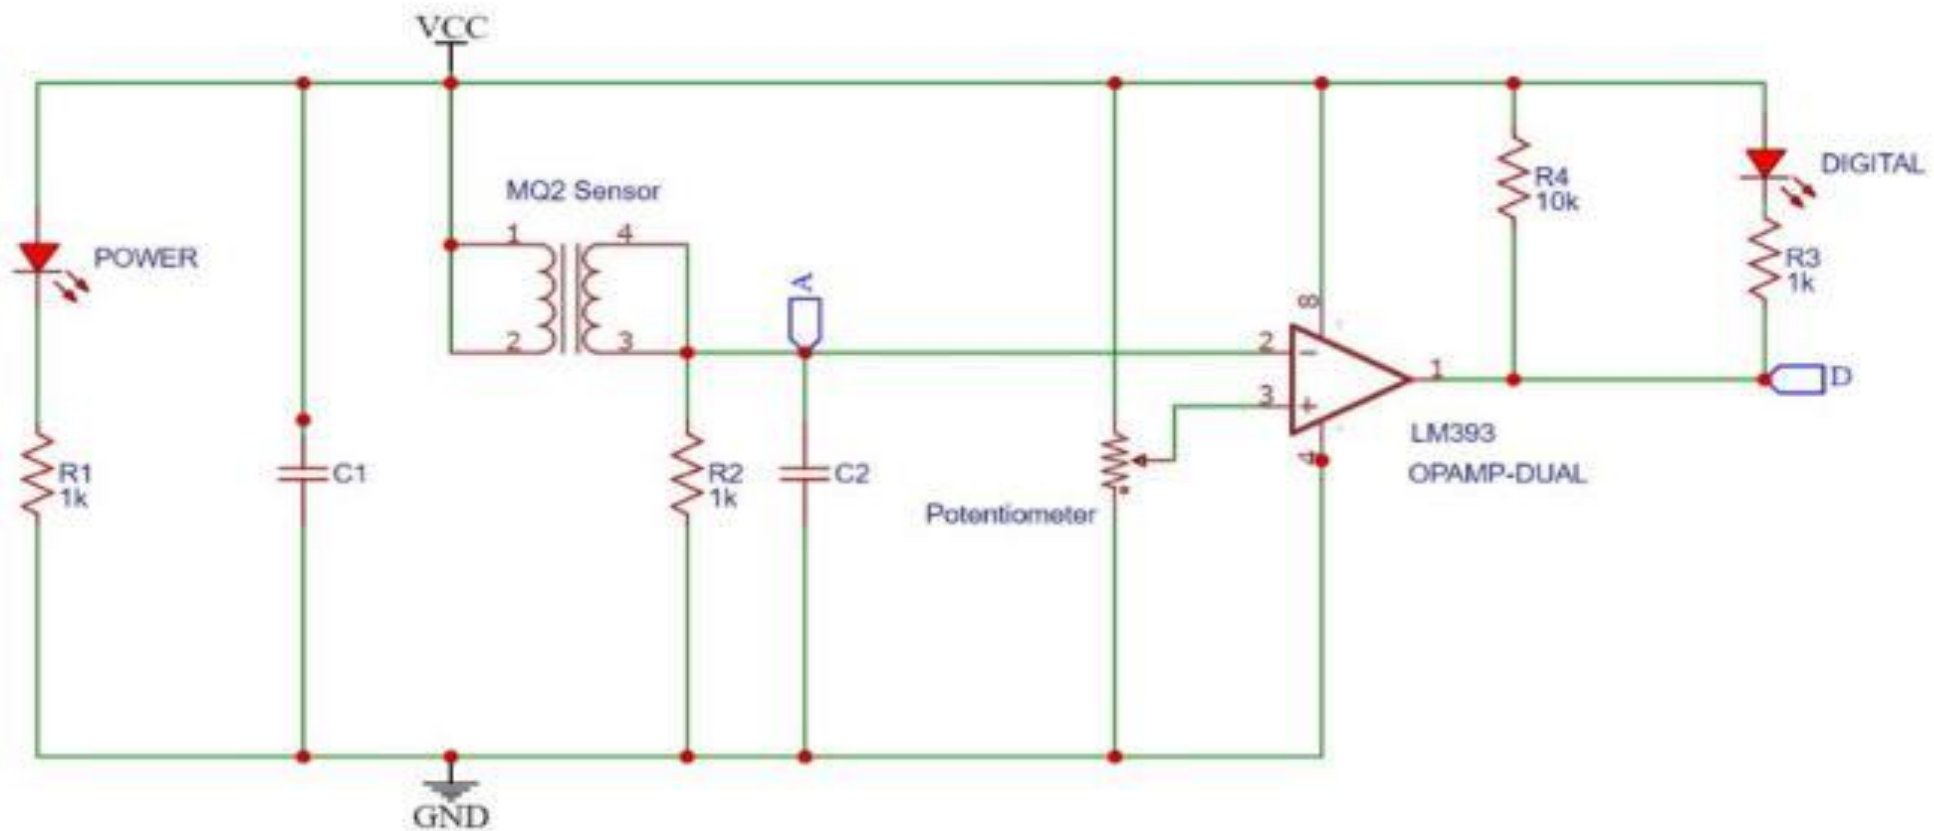 VCC
DIGITAL
R4
10k
MQ2 Sensor
1
4
POWER
A
R3
1k
8
2
3
2
1
D
3
LM393
4
R1
1k
C1
R2
1k
C2
OPAMP-DUAL
Potentiometer
GND